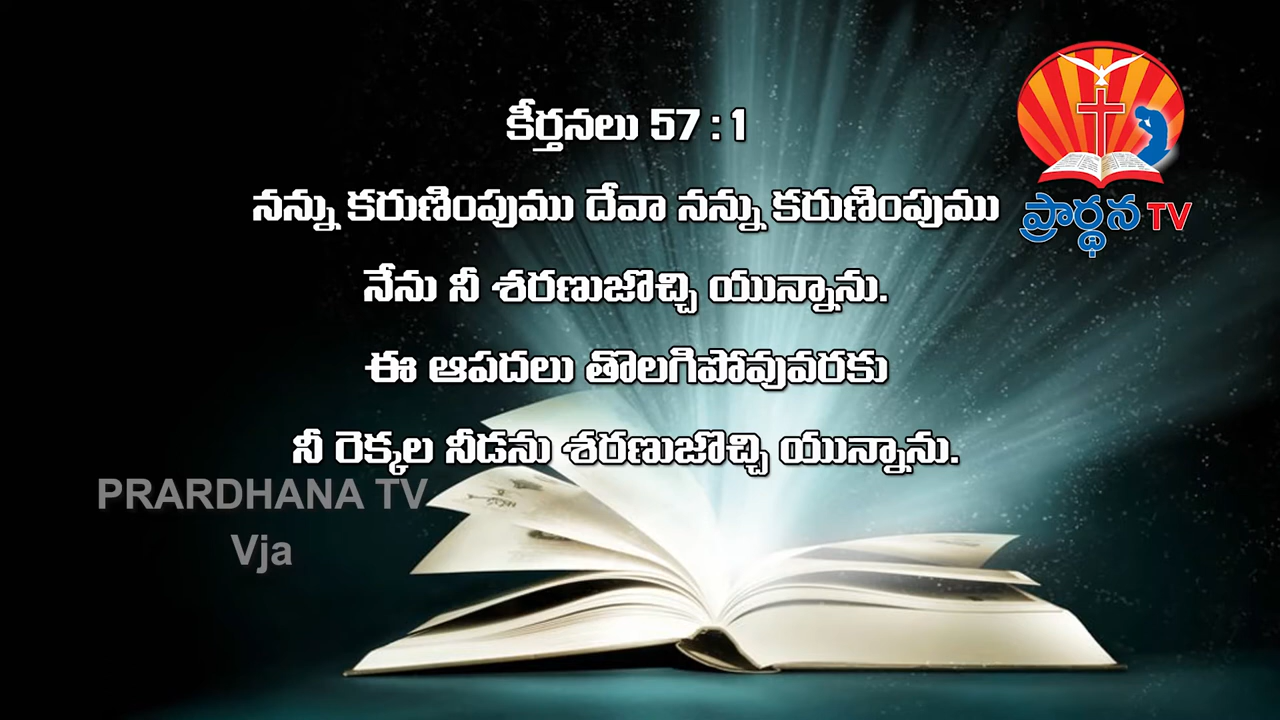 కీర్తనలు 57 : 1
నన్ను కరుణింపుము దేవా నన్ను కరుణింపుము
నేను నీ శరణుజొచ్చి యున్నాను.
ఈ ఆపదలు తొలగిపోవువరకు
నీ రెక్కల నీడను శరణుజొచ్చి యున్నాను.
ప్రార్థన TV
PRARDHANA TV
Vja